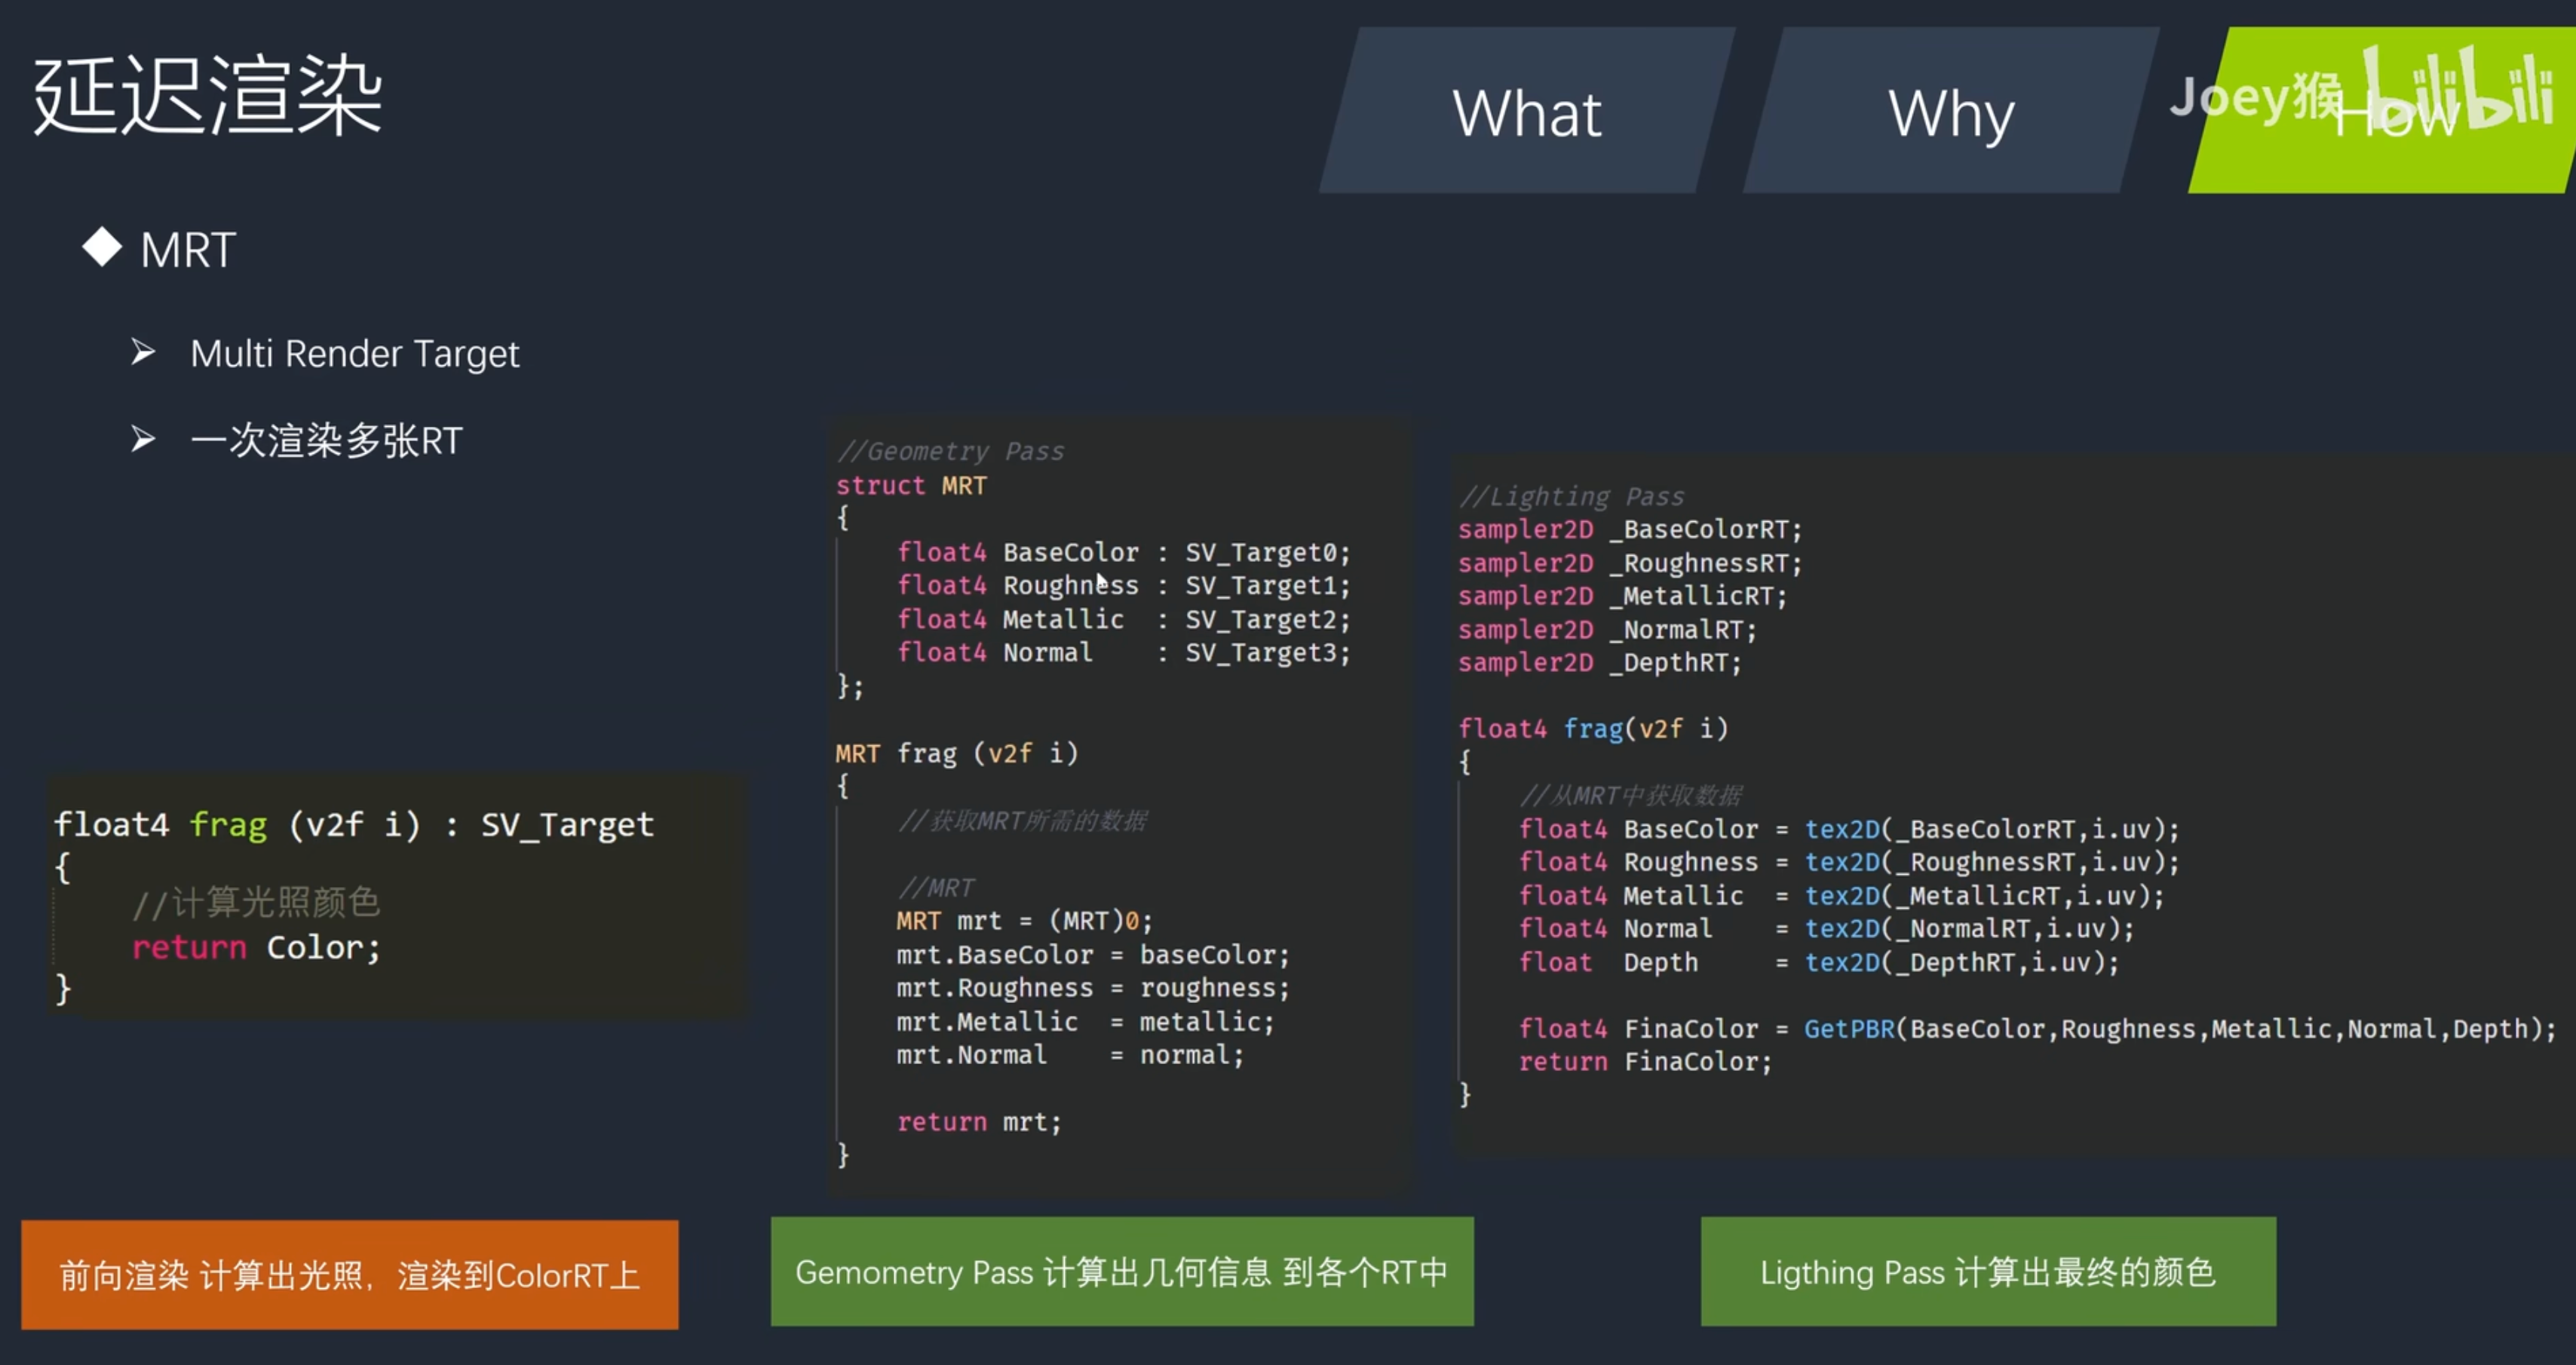 延迟渲染
What
Why
How
Joey猴 bilibili
MRT
Multi Render Target
一次渲染多张RT
float4 frag (v2f i) : SV_Target
{
//计算光照颜色
return Color;
}
前向渲染 计算出光照，渲染到ColorRT上
//Geometry Pass
struct MRT
{
float4 BaseColor : SV_Target0;
float4 Roughness : SV_Target1;
float4 Metallic : SV_Target2;
float4 Normal : SV_Target3;
};
MRT frag (v2f i)
{
//获取MRT所需的数据
//MRT
MRT mrt = (MRT)0;
mrt.BaseColor = baseColor;
mrt.Roughness = roughness;
mrt.Metallic = metallic;
mrt.Normal = normal;
return mrt;
}
Gemometry Pass 计算出几何信息 到各个RT中
//Lighting Pass
sampler2D _BaseColorRT;
sampler2D _RoughnessRT;
sampler2D _MetallicRT;
sampler2D _NormalRT;
sampler2D _DepthRT;
float4 frag(v2f i)
{
//从MRT中获取数据
float4 BaseColor = tex2D(_BaseColorRT,i.uv);
float4 Roughness = tex2D(_RoughnessRT,i.uv);
float4 Metallic = tex2D(_MetallicRT,i.uv);
float4 Normal = tex2D(_NormalRT,i.uv);
float Depth = tex2D(_DepthRT,i.uv);
float4 FinaColor = GetPBR(BaseColor,Roughness,Metallic,Normal,Depth);
return FinaColor;
}
Ligthing Pass 计算出最终的颜色